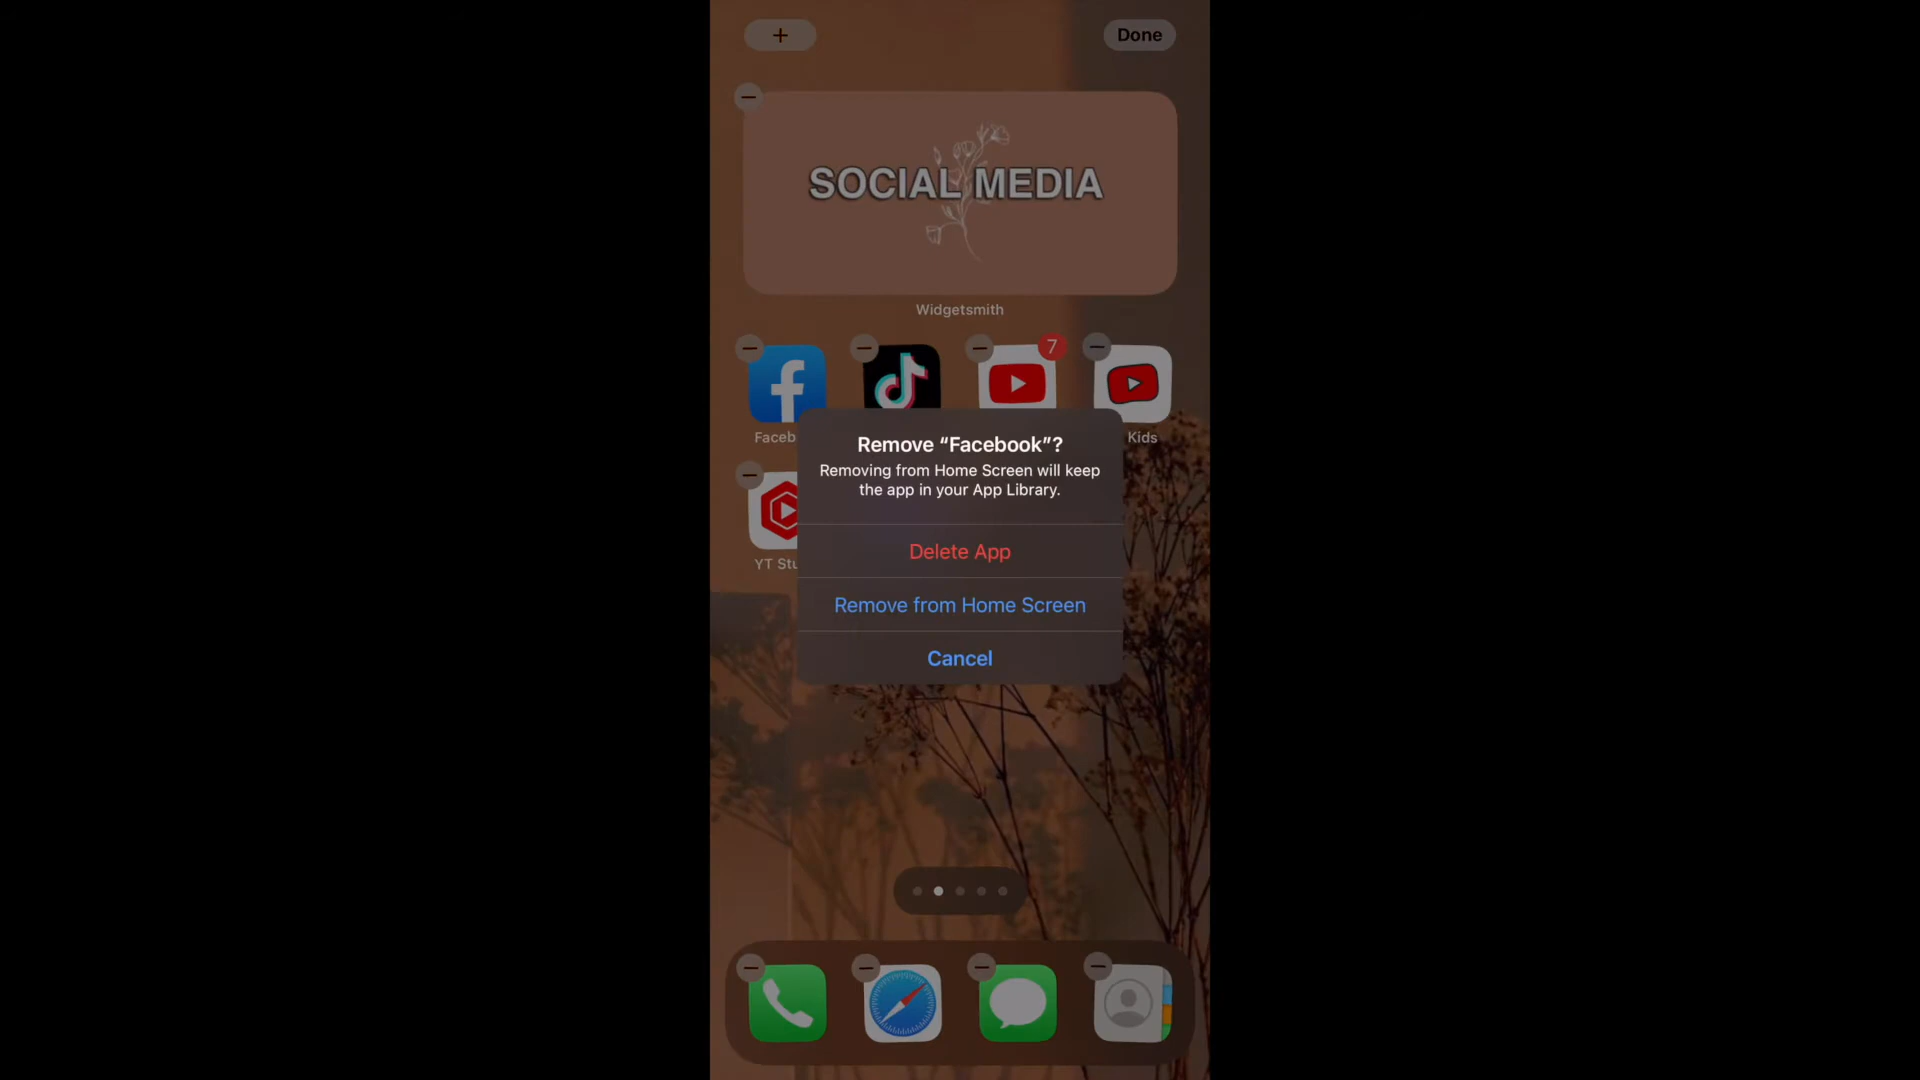 +
Done
SOCIAL MEDIA
Widgetsmith
7
Faceb
Kids
Remove “Facebook”?
Removing from Home Screen will keep
the app in your App Library.
Delete App
YT Stu
Remove from Home Screen
Cancel